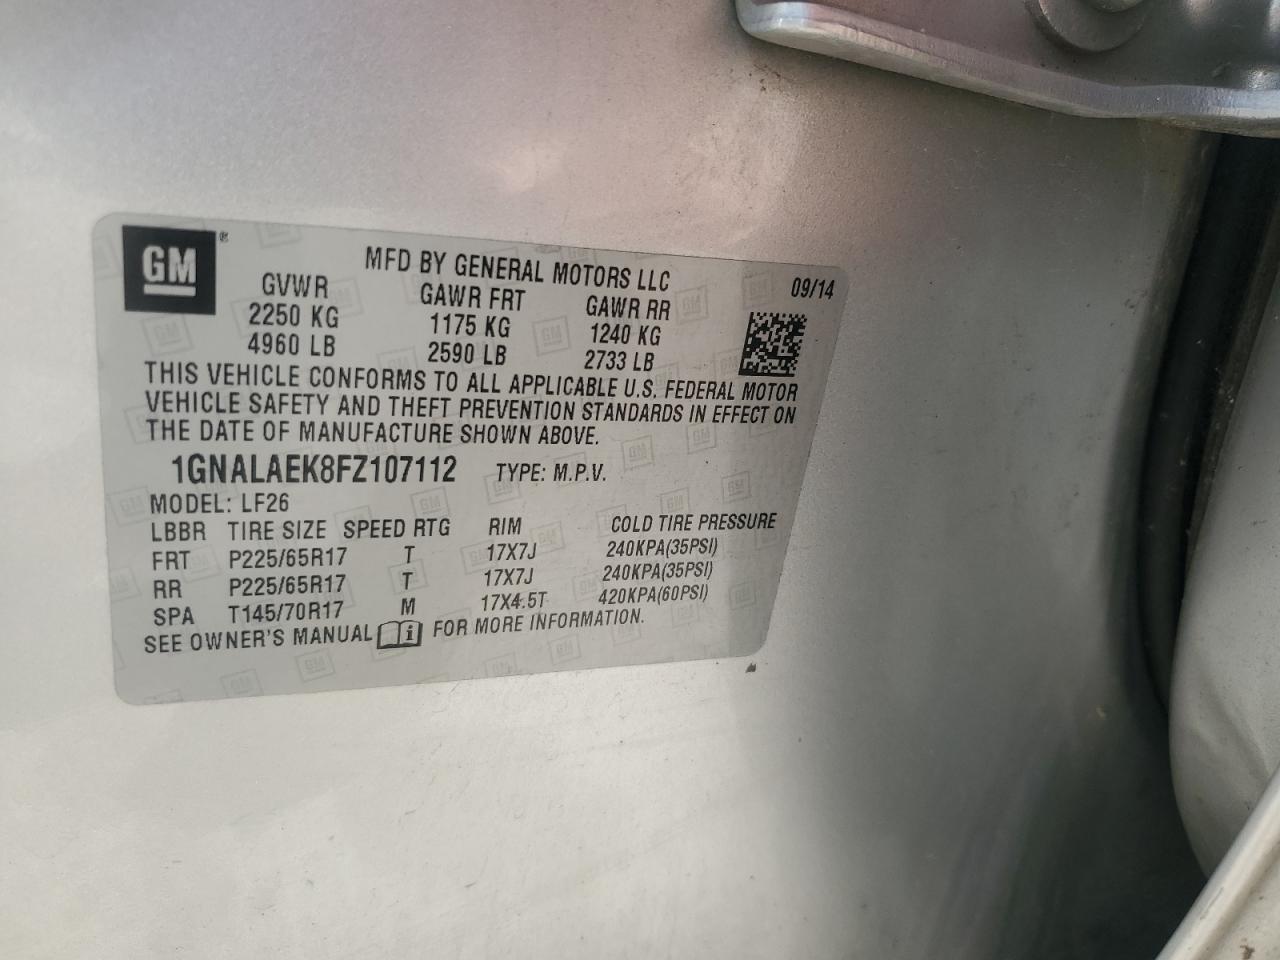 GM ®
MFD BY GENERAL MOTORS LLC
09/14
GVWR GAWR FRT GAWR RR
2250 KG 1175 KG 1240 KG
4960 LB 2590 LB 2733 LB
THIS VEHICLE CONFORMS TO ALL APPLICABLE U.S. FEDERAL MOTOR
VEHICLE SAFETY AND THEFT PREVENTION STANDARDS IN EFFECT ON
THE DATE OF MANUFACTURE SHOWN ABOVE.
1GNALAEK8FZ107112 TYPE: M.P.V.
MODEL: LF26
LBBR TIRE SIZE SPEED RTG RIM COLD TIRE PRESSURE
FRT P225/65R17 T 17X7J 240KPA(35PSI)
RR P225/65R17 T 17X7J 240KPA(35PSI)
SPA T145/70R17 M 17X4.5T 420KPA(60PSI)
SEE OWNER'S MANUAL FOR MORE INFORMATION.